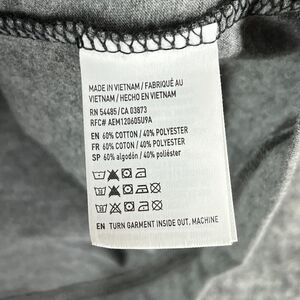 MADE IN VIETNAM / FABRIQUÉ AU
VIETNAM / HECHO EN VIETNAM
RN 54485 / CA 03873
RFC# AEM120605U9A
EN 60% COTTON / 40% POLYESTER
FR 60% COTON / 40% POLYESTER
SP 60% algodón / 40% poliéster
EN TURN GARMENT INSIDE OUT. MACHINE